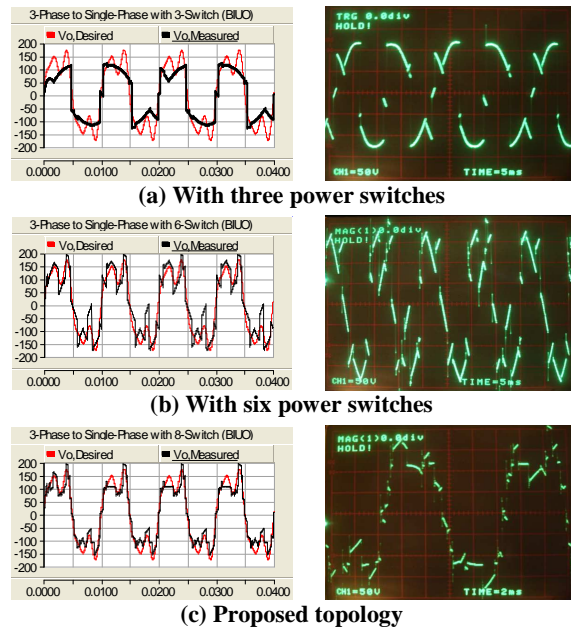 3-Phase to Single-Phase with 3-Switch (BIUO)
Vo,Desired Vo,Measured
200
150
100
50
0
-50
-100
-150
0.0000 0.0100 0.0200 0.0300 0.0400
TRG 0.0div
HOLD!
CH1=50V TIME=5ms
(a) With three power switches
3-Phase to Single-Phase with 6-Switch (BIUO)
Vo,Desired Vo,Measured
200
150
100
50
0
-50
-100
-150
-200
0.0000 0.0100 0.0200 0.0300 0.0400
MAG(1)0.0div
HOLD!
CH1=50V TIME=5ms
(b) With six power switches
3-Phase to Single-Phase with 8-Switch (BIUO)
Vo,Desired Vo,Measured
200
150
100
50
0
-50
-100
-150
-200
0.0000 0.0100 0.0200 0.0300 0.0400
MAG(1)0.0div
HOLD!
CH1=50V TIME=2ms
(c) Proposed topology